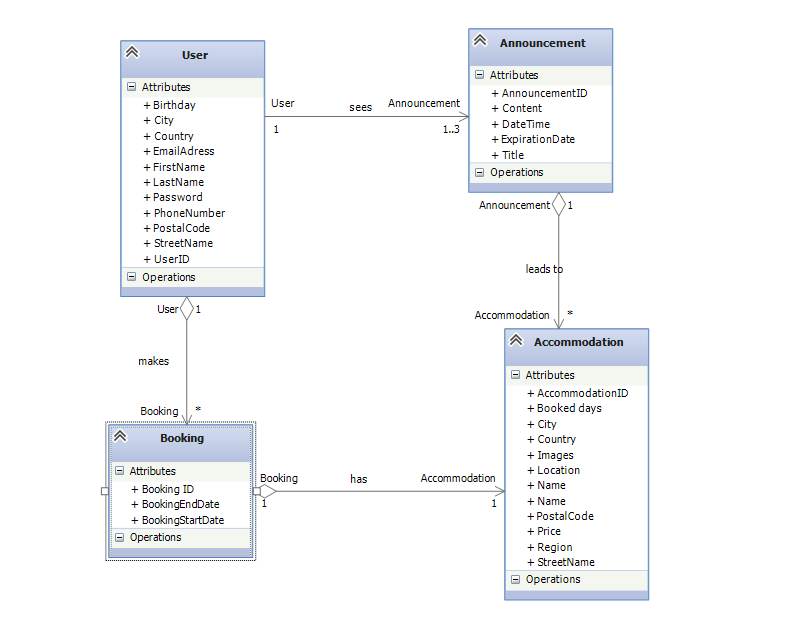 User
Attributes
+ Birthday
+ City
+ Country
+ EmailAdress
+ FirstName
+ LastName
+ Password
+ PhoneNumber
+ PostalCode
+ StreetName
+ UserID
Operations
User sees Announcement
1 1..3
Announcement
Attributes
+ AnnouncementID
+ Content
+ DateTime
+ ExpirationDate
+ Title
Operations
Announcement 1
leads to
Accommodation *
User 1
makes
Booking *
Booking
Attributes
+ Booking ID
+ BookingEndDate
+ BookingStartDate
Operations
Booking has Accommodation
1 1
Accommodation
Attributes
+ AccommodationID
+ Booked days
+ City
+ Country
+ Images
+ Location
+ Name
+ Name
+ PostalCode
+ Price
+ Region
+ StreetName
Operations